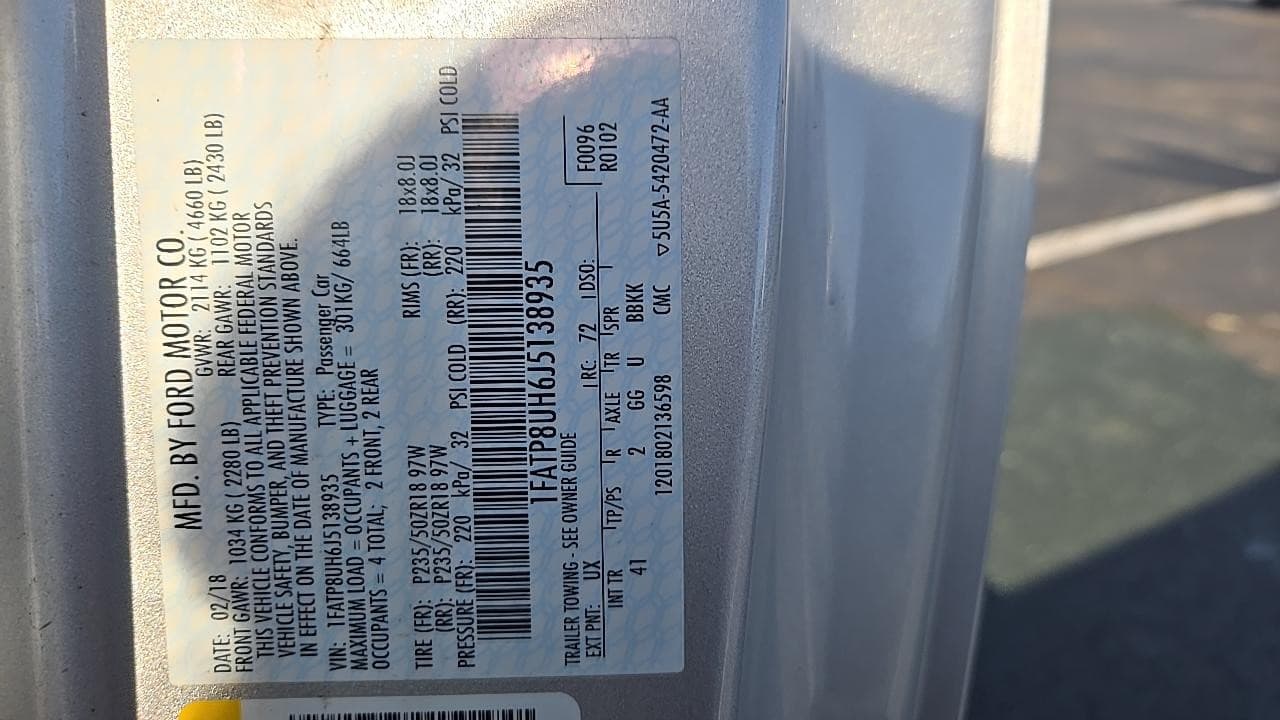 MFD. BY FORD MOTOR CO.
DATE: 02/18 GVWR: 2114 KG ( 4660 LB)
FRONT GAWR: 1034 KG ( 2280 LB) REAR GAWR: 1102 KG ( 2430 LB)
THIS VEHICLE CONFORMS TO ALL APPLICABLE FEDERAL MOTOR
VEHICLE SAFETY, BUMPER, AND THEFT PREVENTION STANDARDS
IN EFFECT ON THE DATE OF MANUFACTURE SHOWN ABOVE.
VIN: 1FATP8UH6J5138935 TYPE: Passenger Car
MAXIMUM LOAD = OCCUPANTS + LUGGAGE = 301KG/ 664LB
OCCUPANTS = 4 TOTAL; 2 FRONT, 2 REAR
TIRE (FR): P235/50ZR18 97W RIMS (FR): 18x8.0J
(RR): P235/50ZR18 97W (RR): 18x8.0J
PRESSURE (FR): 220 kPa/ 32 PSI COLD (RR): 220 kPa/ 32 PSI COLD
1FATP8UH6J5138935
TRAILER TOWING - SEE OWNER GUIDE F0096
EXT PNT: UX RC: 72 DSO: R0102
INT TR TP/PS R AXLE TR SPR
41 2 GG U BBKK
1201802136598 CMC ▽5U5A-5420472-AA